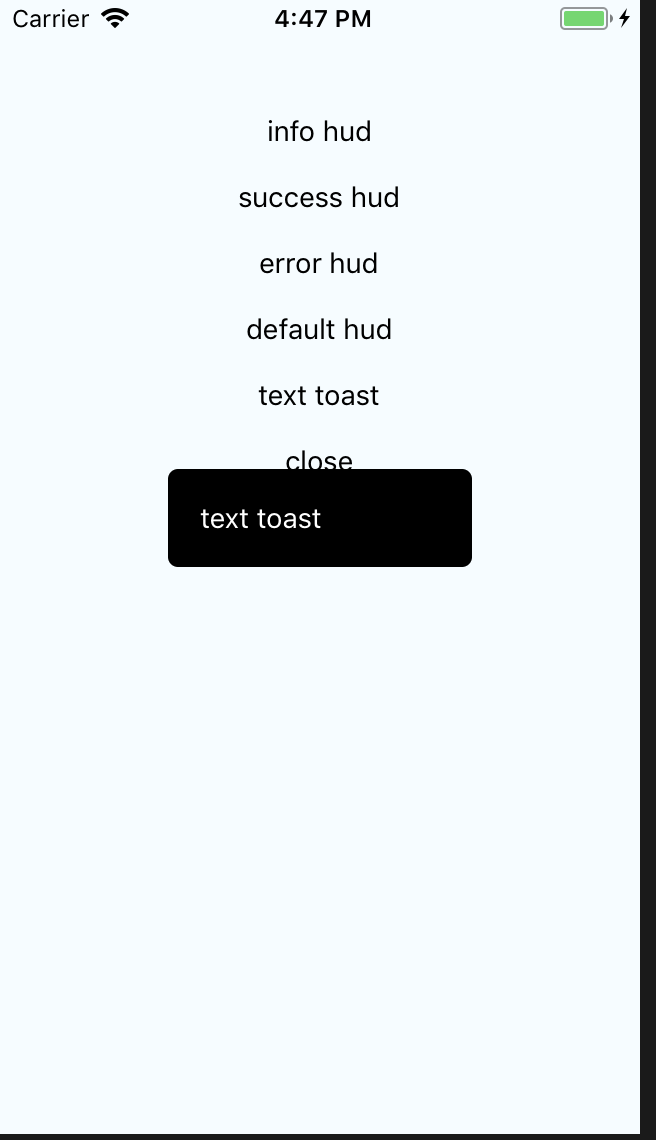 Carrier 4:47 PM
info hud
success hud
error hud
default hud
text toast
close
text toast